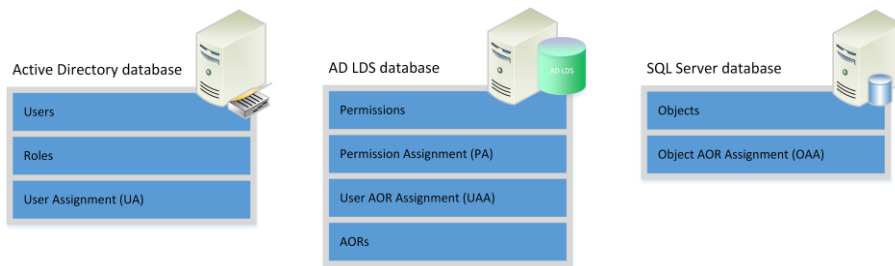 Active Directory database
Users
Roles
User Assignment (UA)
AD LDS database
AD LDS
Permissions
Permission Assignment (PA)
User AOR Assignment (UAA)
AORs
SQL Server database
Objects
Object AOR Assignment (OAA)